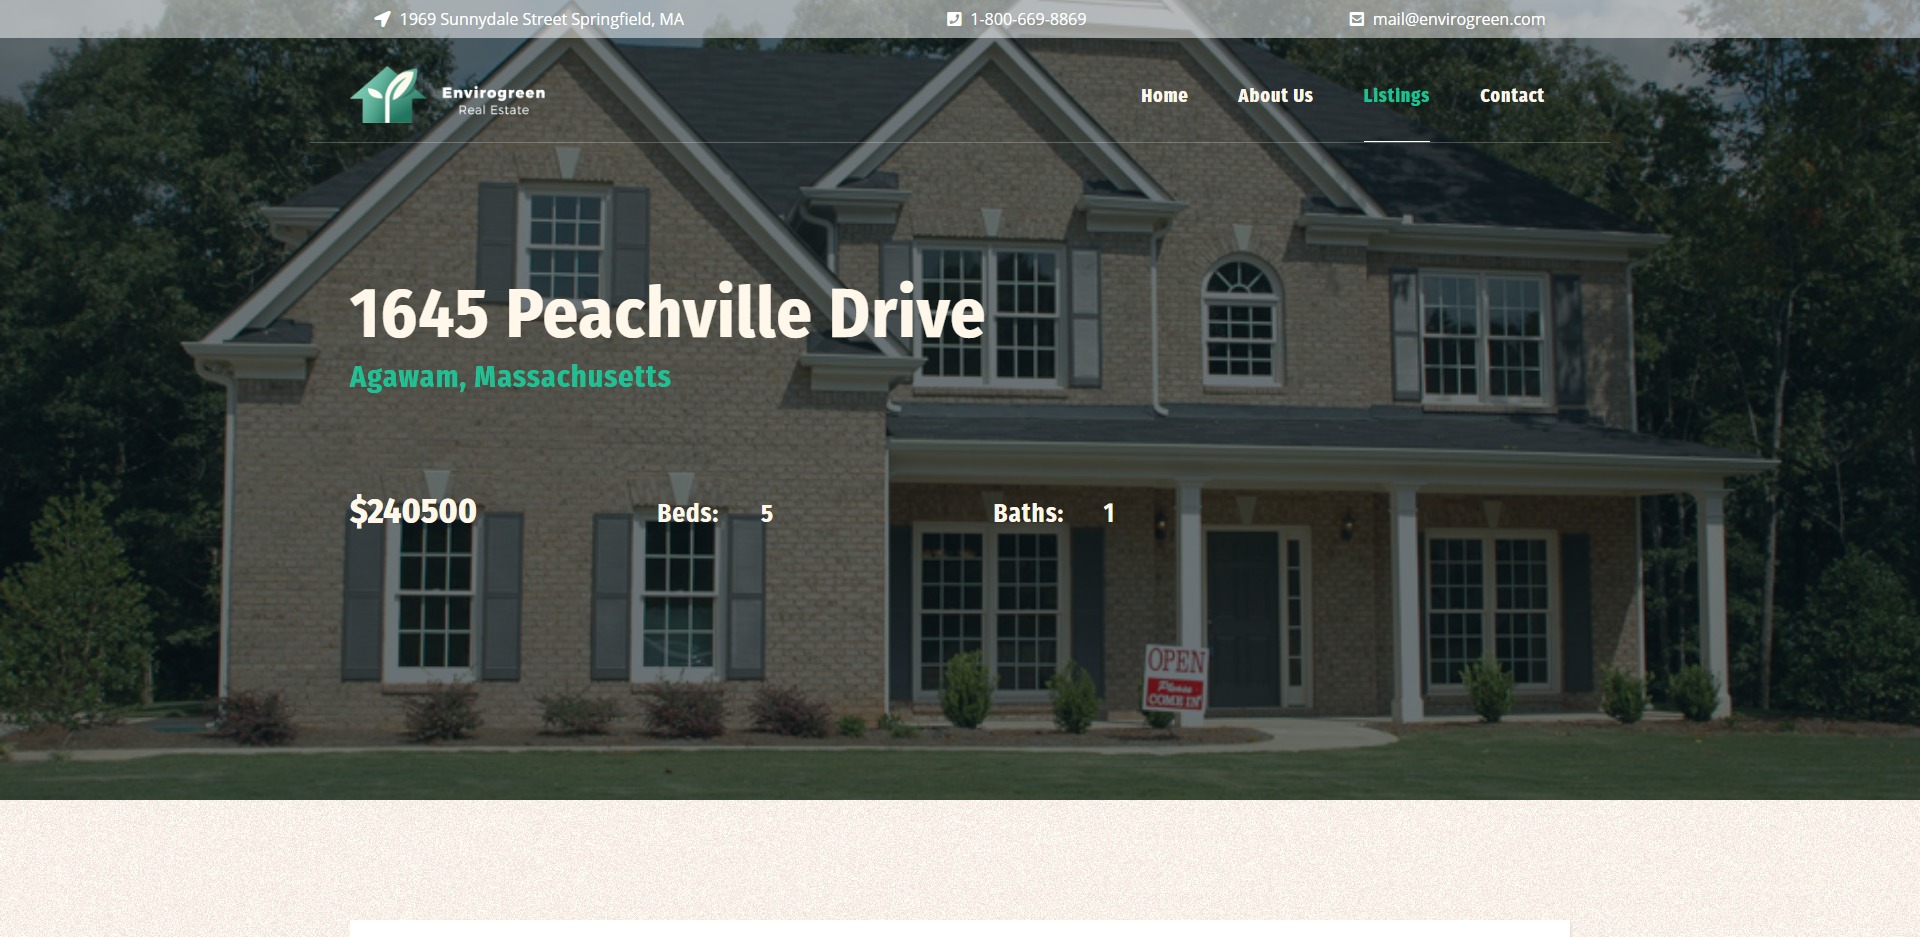 1969 Sunnydale Street Springfield, MA
1-800-669-8869
mail@envirogreen.com
Envirogreen
Real Estate
Home
About Us
Listings
Contact
1645 Peachville Drive
Agawam, Massachusetts
$240500
Beds: 5
Baths: 1
OPEN
Please
COME IN